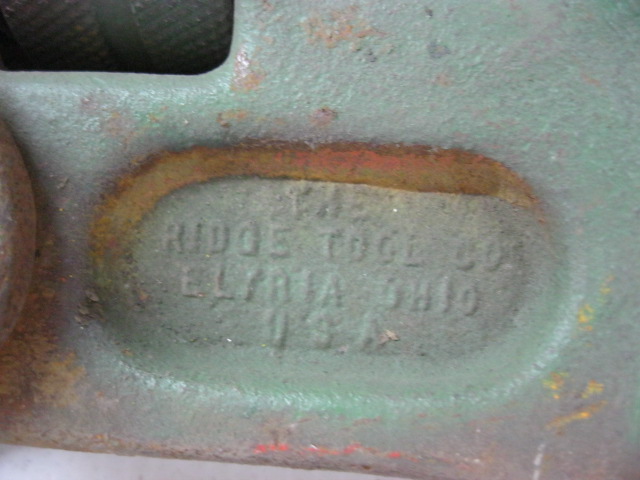 THE
RIDGE TOOL CO
ELYRIA OHIO
U S A